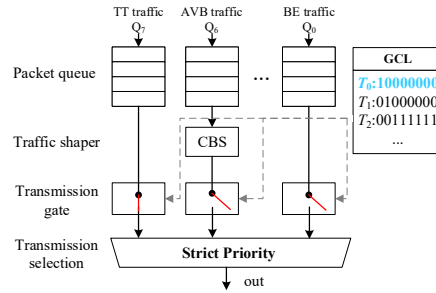 TT traffic AVB traffic BE traffic
Q7 Q6 Q0
Packet queue
...
GCL
T0:10000000
T1:01000000
T2:00111111
...
Traffic shaper
CBS
Transmission
gate
Transmission
selection
Strict Priority
out